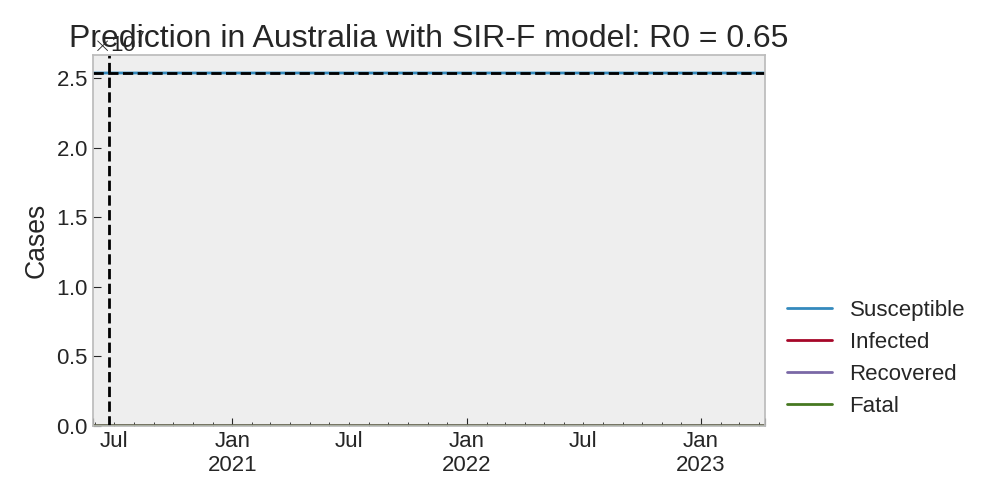 Prediction in Australia with SIR-F model: R0 = 0.65
2.5
2.0
1.5
1.0
0.5
0.0
Cases
Jul Jan Jul Jan Jul Jan
2021 2022 2023
Susceptible
Infected
Recovered
Fatal